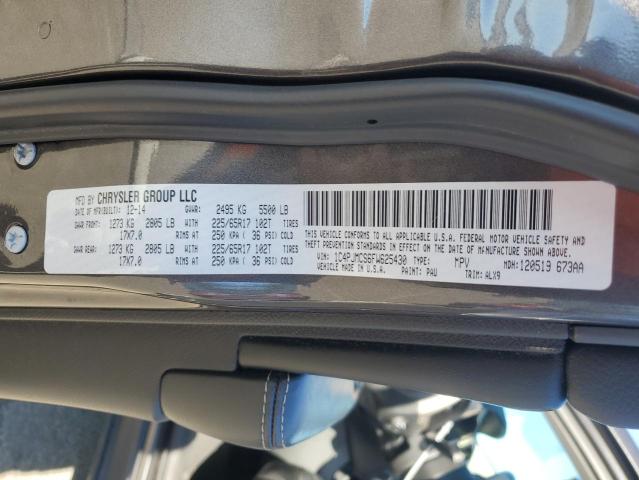 MFD BY CHRYSLER GROUP LLC
DATE OF MFR(BUILT): 12-14 GVWR: 2495 KG 5500 LB
GAWR FRONT: 1273 KG 2805 LB 225/65R17 102T TIRES
17X7.0 RIMS AT 250 KPA ( 36 PSI) COLD
GAWR REAR: 1273 KG 2805 LB 225/65R17 102T TIRES
17X7.0 RIMS AT 250 KPA ( 36 PSI) COLD
THIS VEHICLE CONFORMS TO ALL APPLICABLE U.S.A. FEDERAL MOTOR VEHICLE SAFETY AND
THEFT PREVENTION STANDARDS IN EFFECT ON THE DATE OF MANUFACTURE SHOWN ABOVE.
MADE IN U.S.A.
VIN: 1C4PJMCS6FW625430 TYPE: MPV MDH: 120519 673AA
PAINT: PAU TRIM: ALX9